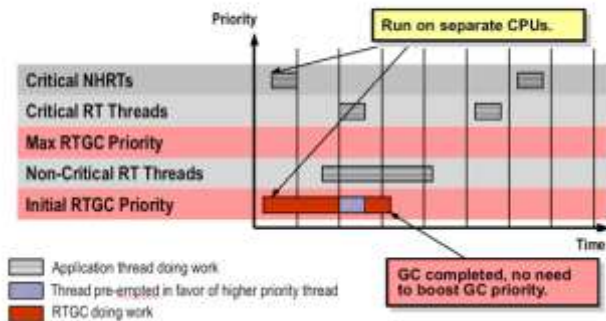 Priority
Run on separate CPUs.
Critical NHRTs
Critical RT Threads
Max RTGC Priority
Non-Critical RT Threads
Initial RTGC Priority
Time
Application thread doing work
Thread pre-empted in favor of higher priority thread
RTGC doing work
GC completed, no need
to boost GC priority.